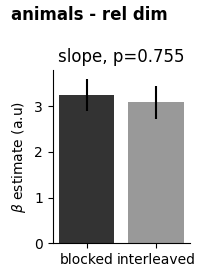 animals - rel dim
slope, p=0.755
β estimate (a.u)
3
2
1
0
blocked interleaved